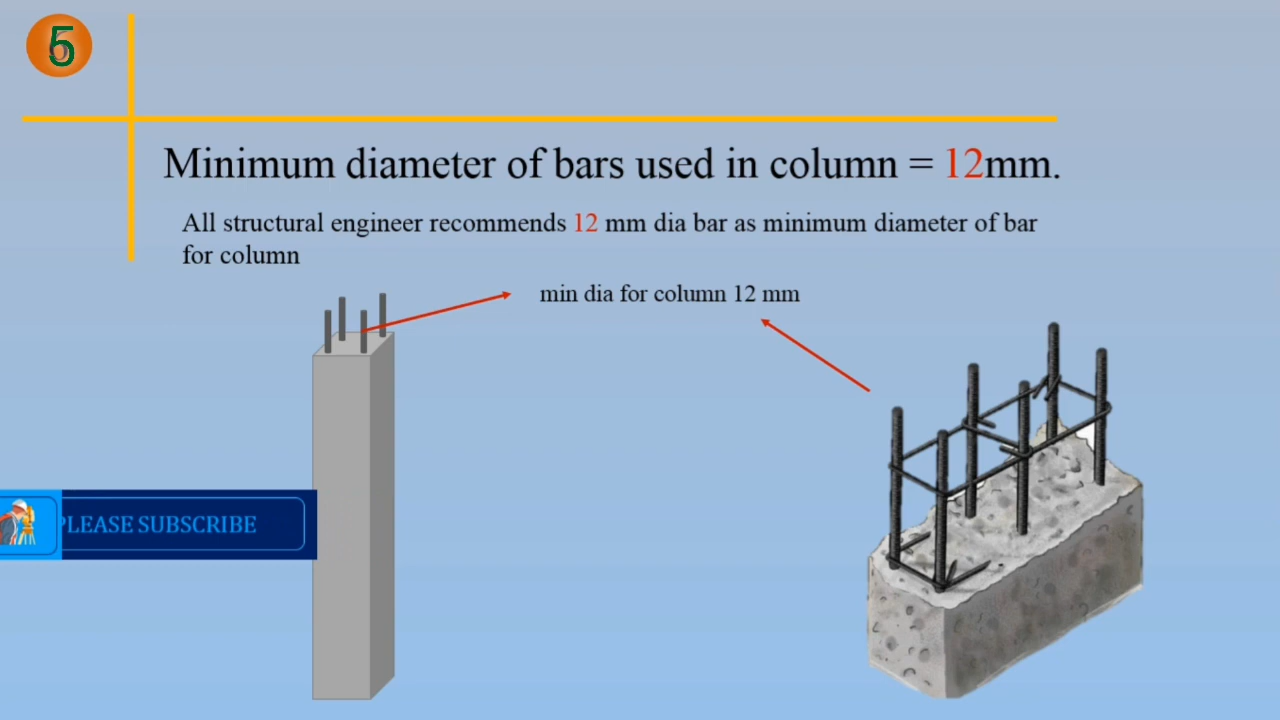 Minimum diameter of bars used in column = 12mm.
All structural engineer recommends 12 mm dia bar as minimum diameter of bar
for column
min dia for column 12 mm
PLEASE SUBSCRIBE